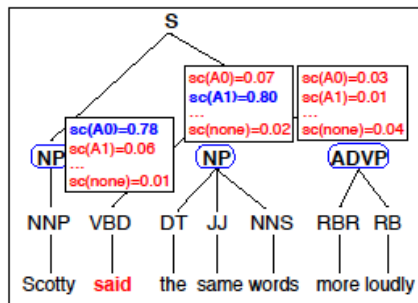 S
sc(A0)=0.07
sc(A1)=0.80
...
sc(none)=0.02
sc(A0)=0.03
sc(A1)=0.01
...
sc(none)=0.04
sc(A0)=0.78
sc(A1)=0.06
...
sc(none)=0.01
NP NP ADVP
NNP VBD DT JJ NNS RBR RB
Scotty said the same words more loudly